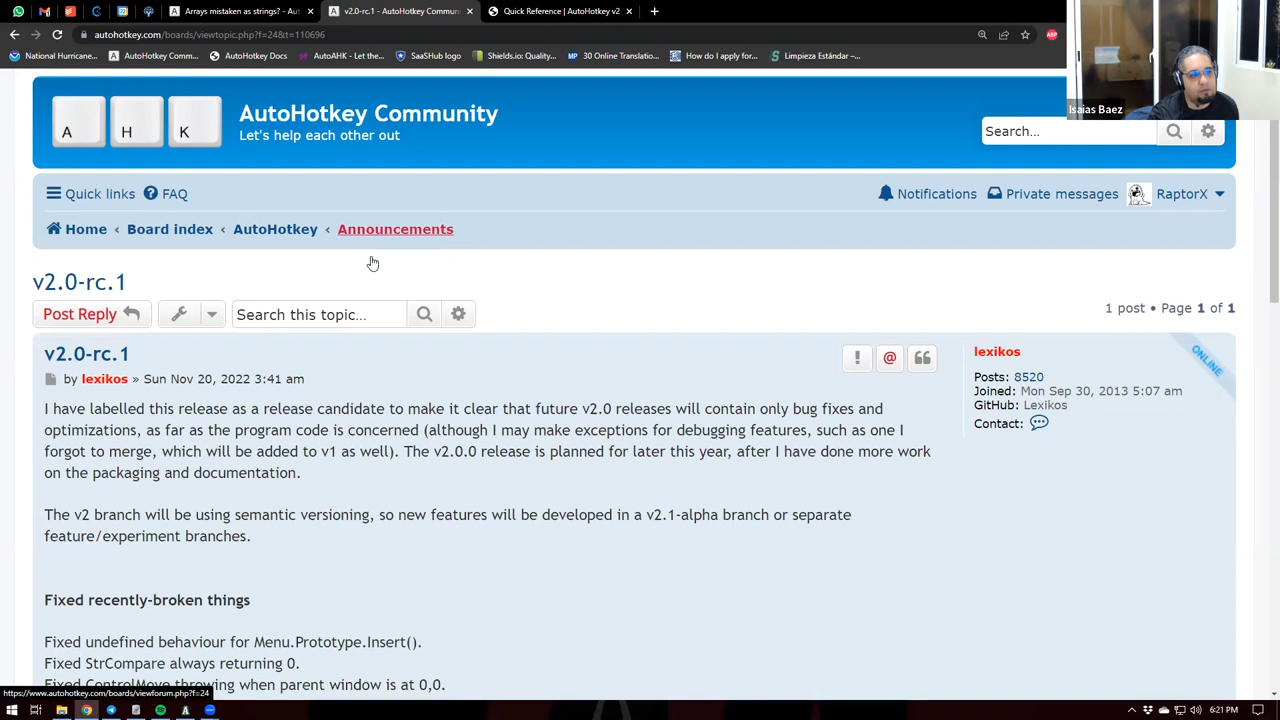 Arrays mistaken as strings? - Aut
v2.0-rc.1 - AutoHotkey Commun
Quick Reference | AutoHotkey v2
autohotkey.com/boards/viewtopic.php?f=24&t=110696
ABP
National Hurricane...
AutoHotkey Comm...
AutoHotkey Docs
AutoAHK - Let the...
SaaSHub logo
Shields.io: Quality...
MP 30 Online Translation...
How do I apply for...
Limpieza Estándar –...
Isaias Baez
A H K
AutoHotkey Community
Let's help each other out
Search...
Quick links
FAQ
Notifications
Private messages
RaptorX
Home ‹ Board index ‹ AutoHotkey ‹ Announcements
v2.0-rc.1
Post Reply
Search this topic...
1 post • Page 1 of 1
v2.0-rc.1
by lexikos » Sun Nov 20, 2022 3:41 am
I have labelled this release as a release candidate to make it clear that future v2.0 releases will contain only bug fixes and
optimizations, as far as the program code is concerned (although I may make exceptions for debugging features, such as one I
forgot to merge, which will be added to v1 as well). The v2.0.0 release is planned for later this year, after I have done more work
on the packaging and documentation.
The v2 branch will be using semantic versioning, so new features will be developed in a v2.1-alpha branch or separate
feature/experiment branches.
Fixed recently-broken things
Fixed undefined behaviour for Menu.Prototype.Insert().
Fixed StrCompare always returning 0.
Fixed ControlMove throwing when parent window is at 0,0.
lexikos
Posts: 8520
Joined: Mon Sep 30, 2013 5:07 am
GitHub: Lexikos
Contact:
ONLINE
https://www.autohotkey.com/boards/viewforum.php?f=24
6:21 PM